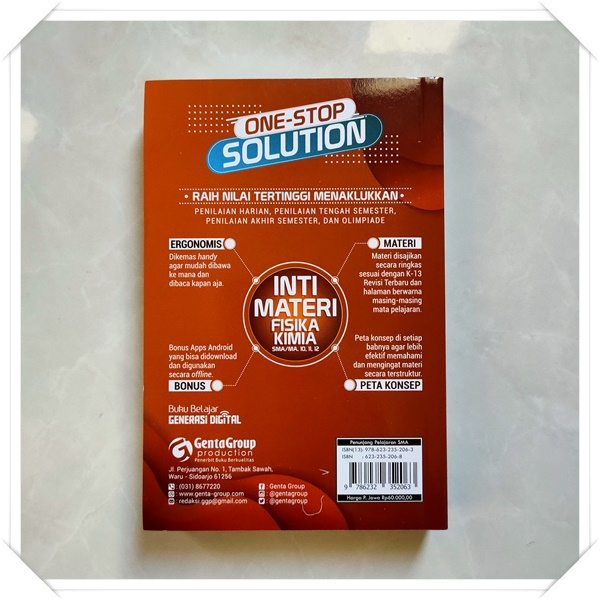 ONE-STOP
SOLUTION
• RAIH NILAI TERTINGGI MENAKLUKKAN •
PENILAIAN HARIAN, PENILAIAN TENGAH SEMESTER,
PENILAIAN AKHIR SEMESTER, DAN OLIMPIADE
ERGONOMIS
Dikemas handy
agar mudah dibawa
ke mana dan
dibaca kapan aja.
MATERI
Materi disajikan
secara ringkas
sesuai dengan K-13
Revisi Terbaru dan
halaman berwarna
masing-masing
mata pelajaran.
INTI
MATERI
FISIKA
KIMIA
SMA/MA. 10, 11, 12
Bonus Apps Android
yang bisa didownload
dan digunakan
secara offline.
BONUS
Peta konsep di setiap
babnya agar lebih
efektif memahami
dan mengingat materi
secara terstruktur.
PETA KONSEP
Buku Belajar
GENERASI DIGITAL
GentaGroup
production
Penerbit Buku Berkualitas
Jl. Perjuangan No. 1, Tambak Sawah,
Waru - Sidoarjo 61256
: (031) 8677220
: www.genta-group.com
: redaksi.ggp@gmail.com
: Genta Group
: @gentagroup
: @gentagroup
Penunjang Pelajaran SMA
ISBN(13): 978-623-235-206-3
ISBN : 623-235-206-8
9 786232 352063
Harga P. Jawa Rp60.000,00